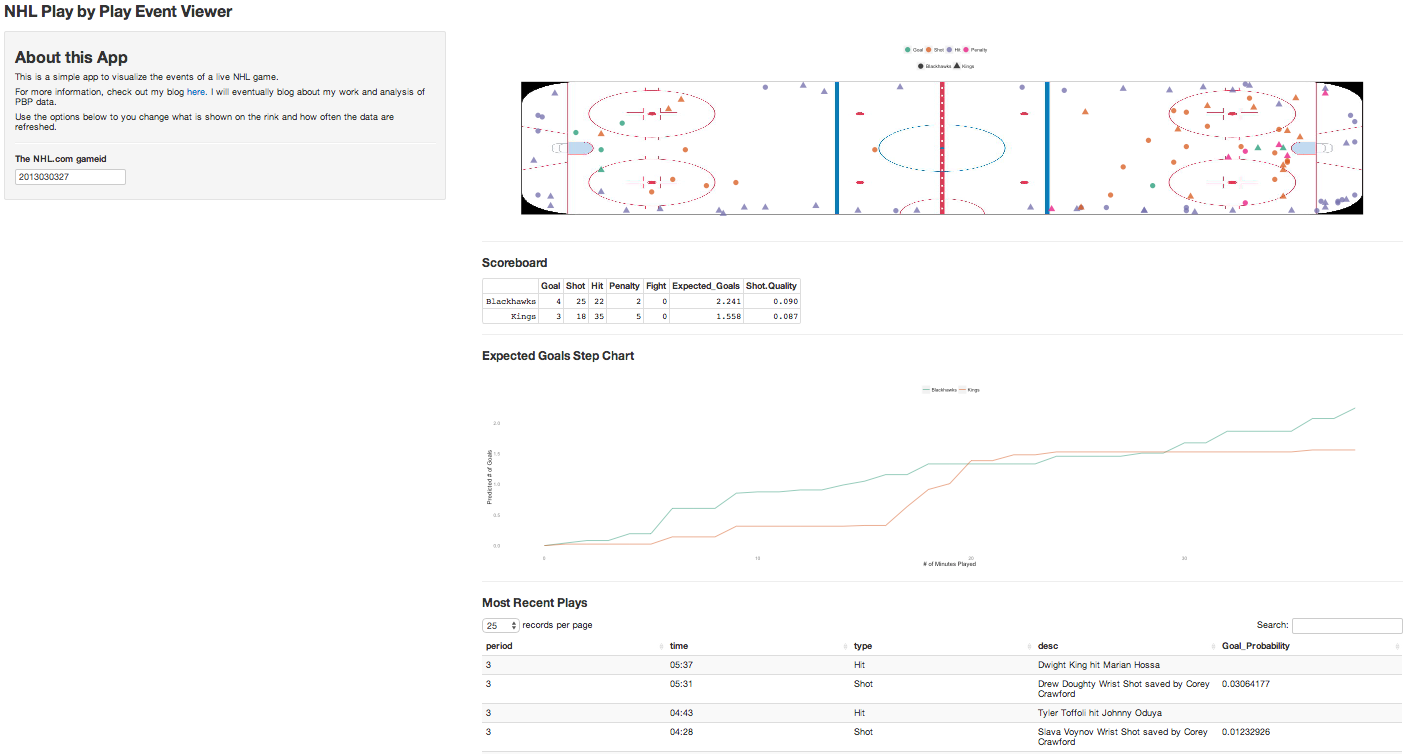 NHL Play by Play Event Viewer
About this App
This is a simple app to visualize the events of a live NHL game.
For more information, check out my blog here. I will eventually blog about my work and analysis of
PBP data.
Use the options below to you change what is shown on the rink and how often the data are
refreshed.
The NHL.com gameid
2013030327
Goal Shot Hit Penalty
Blackhawks Kings
Scoreboard
Goal Shot Hit Penalty Fight Expected_Goals Shot.Quality
Blackhawks 4 25 22 2 0 2.241 0.090
Kings 3 18 35 5 0 1.558 0.087
Expected Goals Step Chart
Blackhawks Kings
Predicted # of Goals
2.0
1.5
1.0
0.5
0.0
0 10 20 30
# of Minutes Played
Most Recent Plays
25 records per page
Search:
period time type desc Goal_Probability
3 05:37 Hit Dwight King hit Marian Hossa
3 05:31 Shot Drew Doughty Wrist Shot saved by Corey 0.03064177
Crawford
3 04:43 Hit Tyler Toffoli hit Johnny Oduya
3 04:28 Shot Slava Voynov Wrist Shot saved by Corey 0.01232926
Crawford